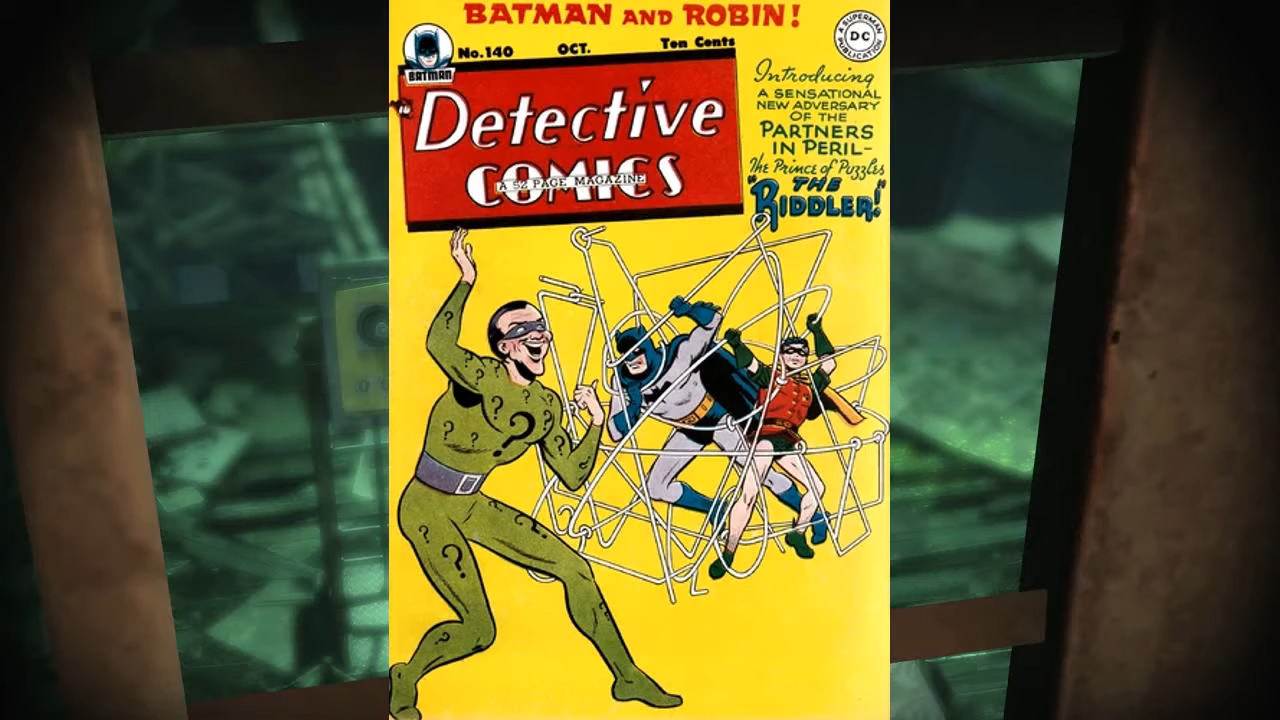 BATMAN AND ROBIN!
BATMAN
No.140 OCT. Ten Cents
A SUPERMAN PUBLICATION
DC
Detective
COMICS
A 52 PAGE MAGAZINE
Introducing
A SENSATIONAL
NEW ADVERSARY
OF THE
PARTNERS
IN PERIL-
The Prince of Puzzles
"THE
RIDDLER!"